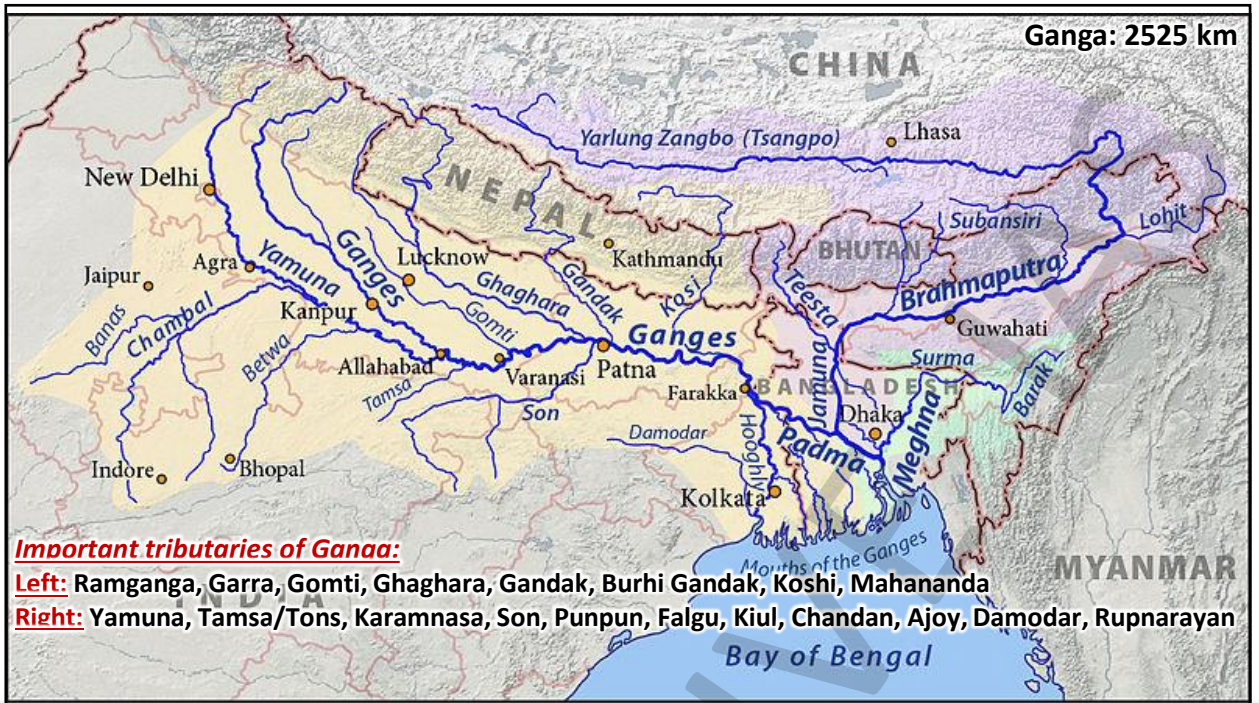 Ganga: 2525 km
CHINA
Yarlung Zangbo (Tsangpo)
Lhasa
New Delhi
NEPAL
Subansiri
Lohit
BHUTAN
Agra
Yamuna
Ganges
Lucknow
Kathmandu
Jaipur
Ghaghara
Gandak
Kosi
Teesta
Brahmaputra
Banas
Chambal
Kanpur
Gomti
Ganges
Guwahati
Betwa
Allahabad
Varanasi
Patna
Jamuna
Surma
Tamsa
Son
Farakka
BANGLADESH
Barak
Dhaka
Meghna
Damodar
Hooghly
Padma
Indore
Bhopal
Kolkata
Mouths of the Ganges
MYANMAR
INDIA
Important tributaries of Ganga:
Left: Ramganga, Garra, Gomti, Ghaghara, Gandak, Burhi Gandak, Koshi, Mahananda
Right: Yamuna, Tamsa/Tons, Karamnasa, Son, Punpun, Falgu, Kiul, Chandan, Ajoy, Damodar, Rupnarayan
Bay of Bengal